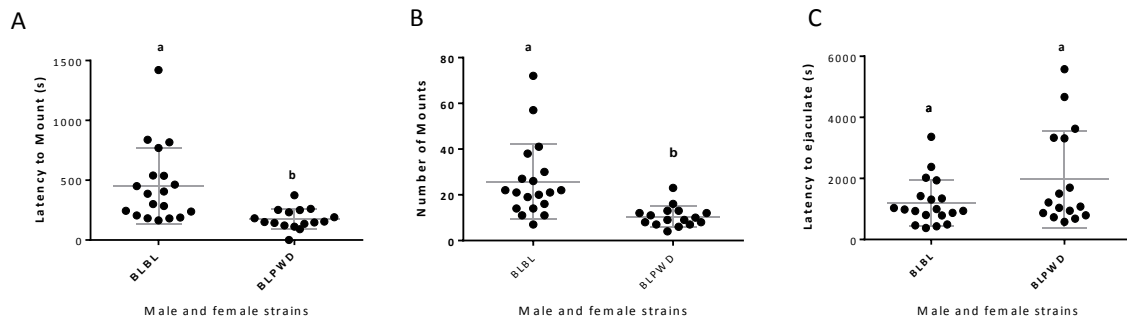 A
Latency to Mount (s)
1500
1000
500
0
a
b
BLBL
BLPWD
Male and female strains
B
Number of Mounts
80
60
40
20
0
a
b
BLBL
BLPWD
Male and female strains
C
Latency to ejaculate (s)
6000
4000
2000
0
a
a
BLBL
BLPWD
Male and female strains